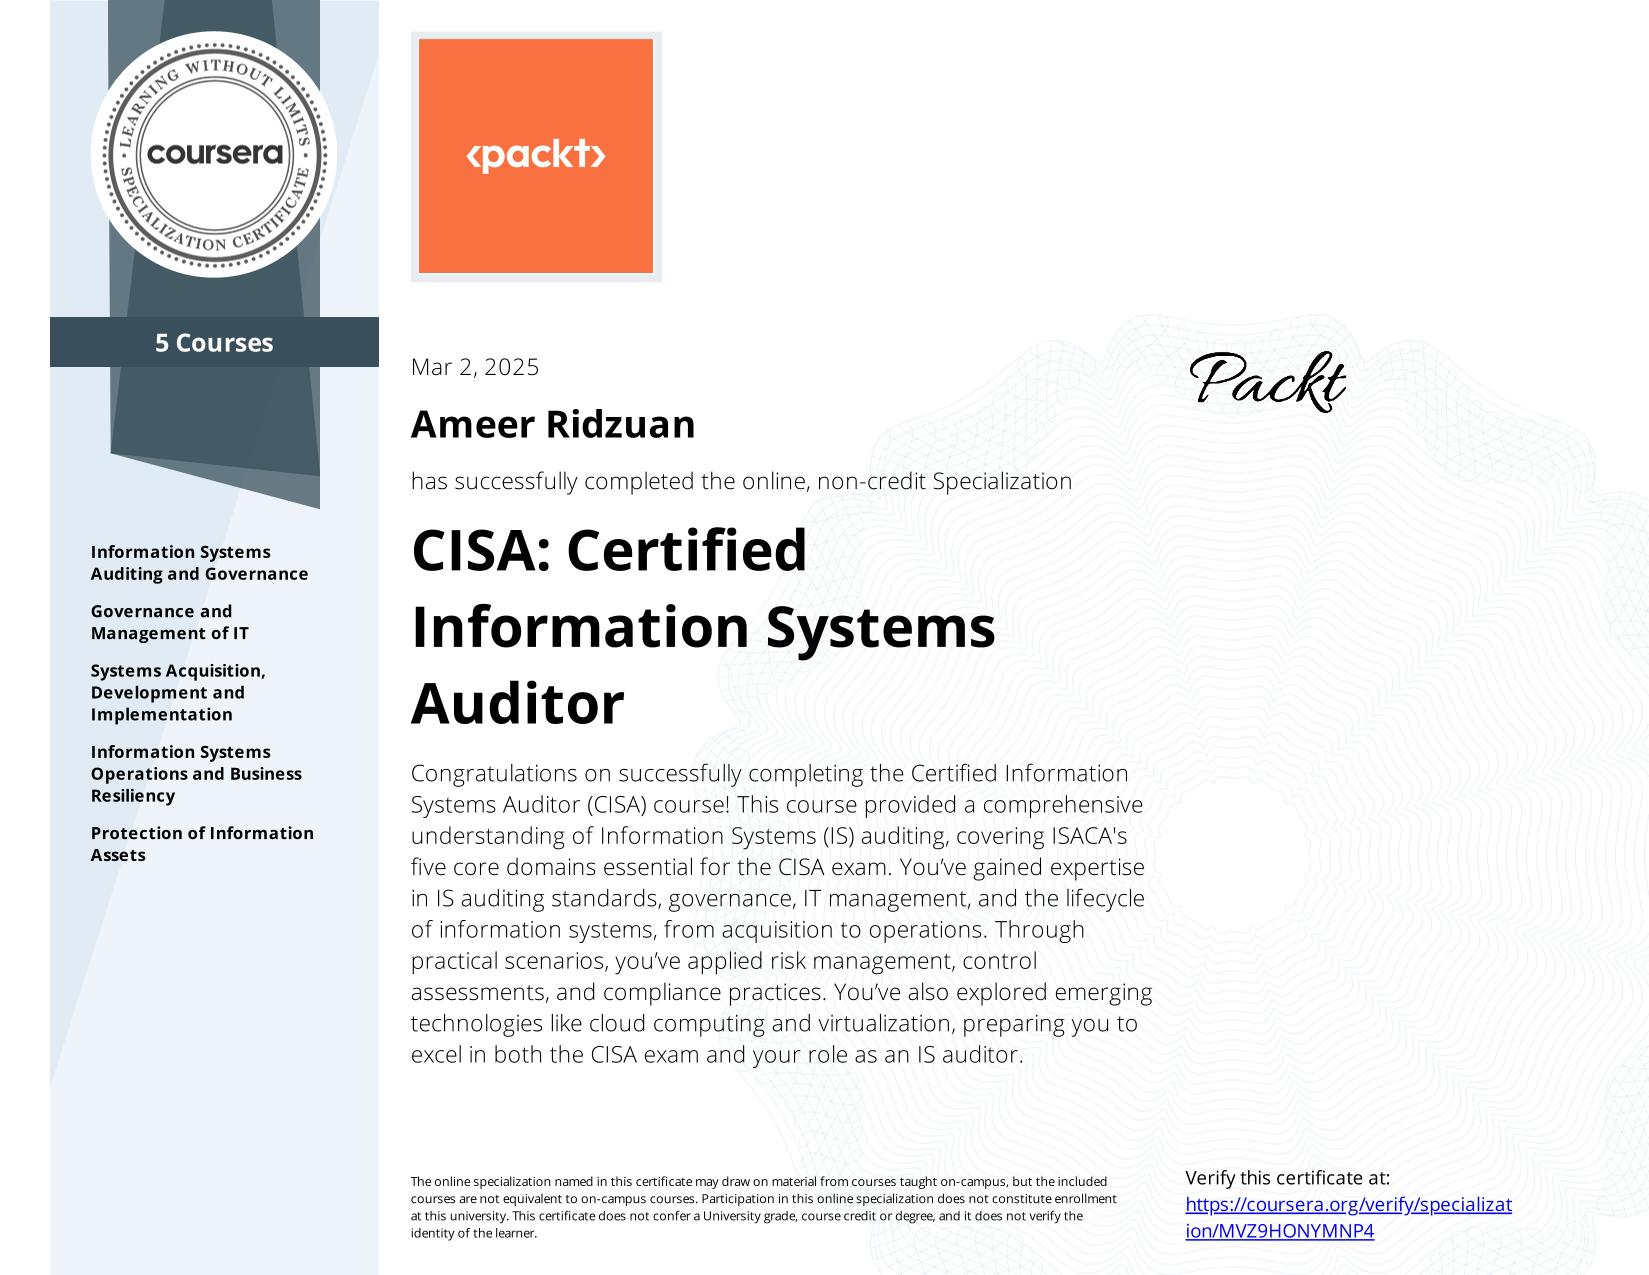 LEARNING WITHOUT LIMITS
coursera
SPECIALIZATION CERTIFICATE
5 Courses
Information Systems
Auditing and Governance
Governance and
Management of IT
Systems Acquisition,
Development and
Implementation
Information Systems
Operations and Business
Resiliency
Protection of Information
Assets
‹packt›
Mar 2, 2025
Packt
Ameer Ridzuan
has successfully completed the online, non-credit Specialization
CISA: Certified
Information Systems
Auditor
Congratulations on successfully completing the Certified Information
Systems Auditor (CISA) course! This course provided a comprehensive
understanding of Information Systems (IS) auditing, covering ISACA's
five core domains essential for the CISA exam. You’ve gained expertise
in IS auditing standards, governance, IT management, and the lifecycle
of information systems, from acquisition to operations. Through
practical scenarios, you’ve applied risk management, control
assessments, and compliance practices. You’ve also explored emerging
technologies like cloud computing and virtualization, preparing you to
excel in both the CISA exam and your role as an IS auditor.
The online specialization named in this certificate may draw on material from courses taught on-campus, but the included
courses are not equivalent to on-campus courses. Participation in this online specialization does not constitute enrollment
at this university. This certificate does not confer a University grade, course credit or degree, and it does not verify the
identity of the learner.
Verify this certificate at:
https://coursera.org/verify/specializat
ion/MVZ9HONYMNP4